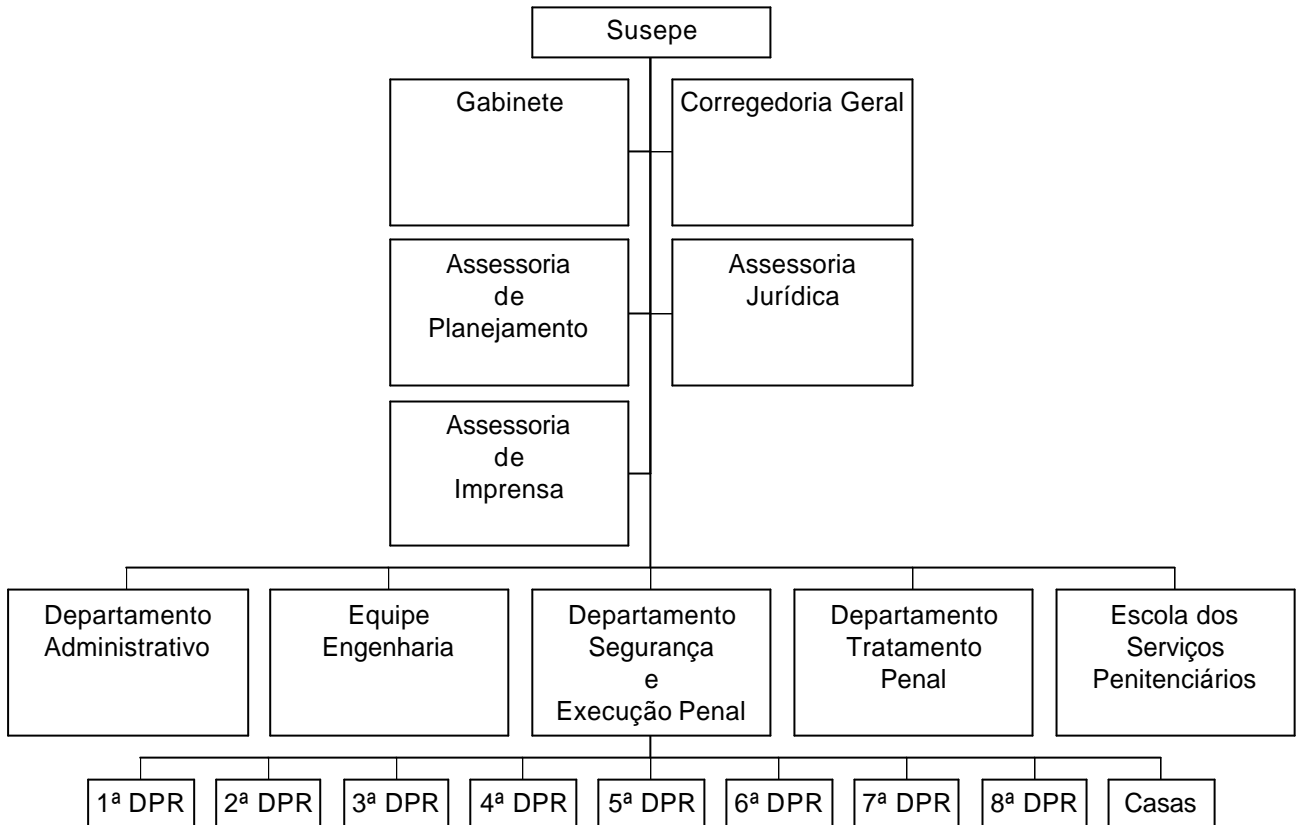 Susepe
Gabinete
Corregedoria Geral
Assessoria
de
Planejamento
Assessoria
Jurídica
Assessoria
de
Imprensa
Departamento
Administrativo
Equipe
Engenharia
Departamento
Segurança
e
Execução Penal
Departamento
Tratamento
Penal
Escola dos
Serviços
Penitenciários
1ª DPR
2ª DPR
3ª DPR
4ª DPR
5ª DPR
6ª DPR
7ª DPR
8ª DPR
Casas